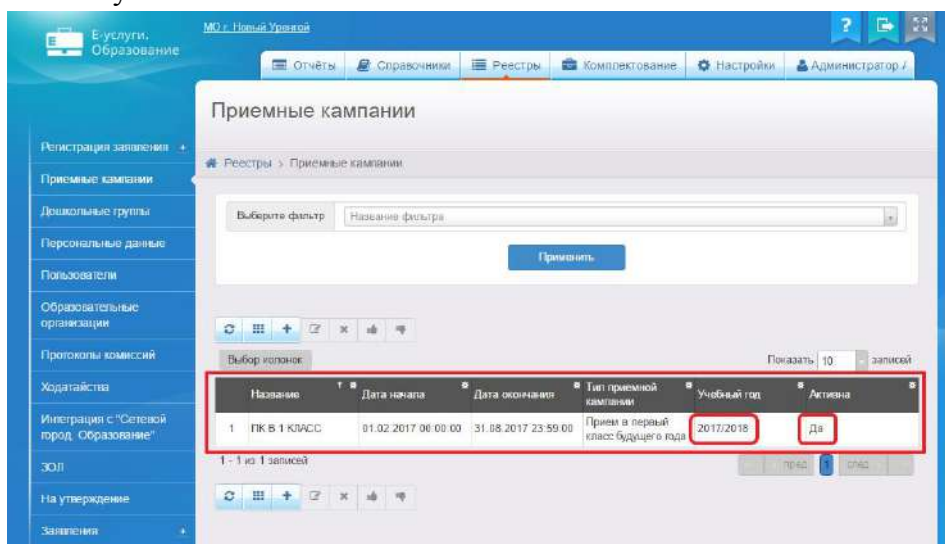 МО г. Новый Уренгой
Е-услуги.
Образование
Отчёты Справочники Реестры Комплектование Настройки Администратор
Приемные кампании
Реестры > Приемные кампании
Регистрация заявления +
Приемные кампании
Дошкольные группы
Персональные данные
Пользователи
Образовательные
организации
Протоколы комиссий
Ходатайства
Интеграция с "Сетевой
город. Образование"
ЗОЛ
На утверждение
Заявления +
Выберите фильтр Название фильтра
Применить
Выбор колонок Показать 10 записей
Название Дата начала Дата окончания Тип приемной
кампании Учебный год Активна
1 ПК В 1 КЛАСС 01.02.2017 00:00:00 31.08.2017 23:59:00 Прием в первый
класс будущего года 2017/2018 Да
1 - 1 из 1 записей пред. 1 след.